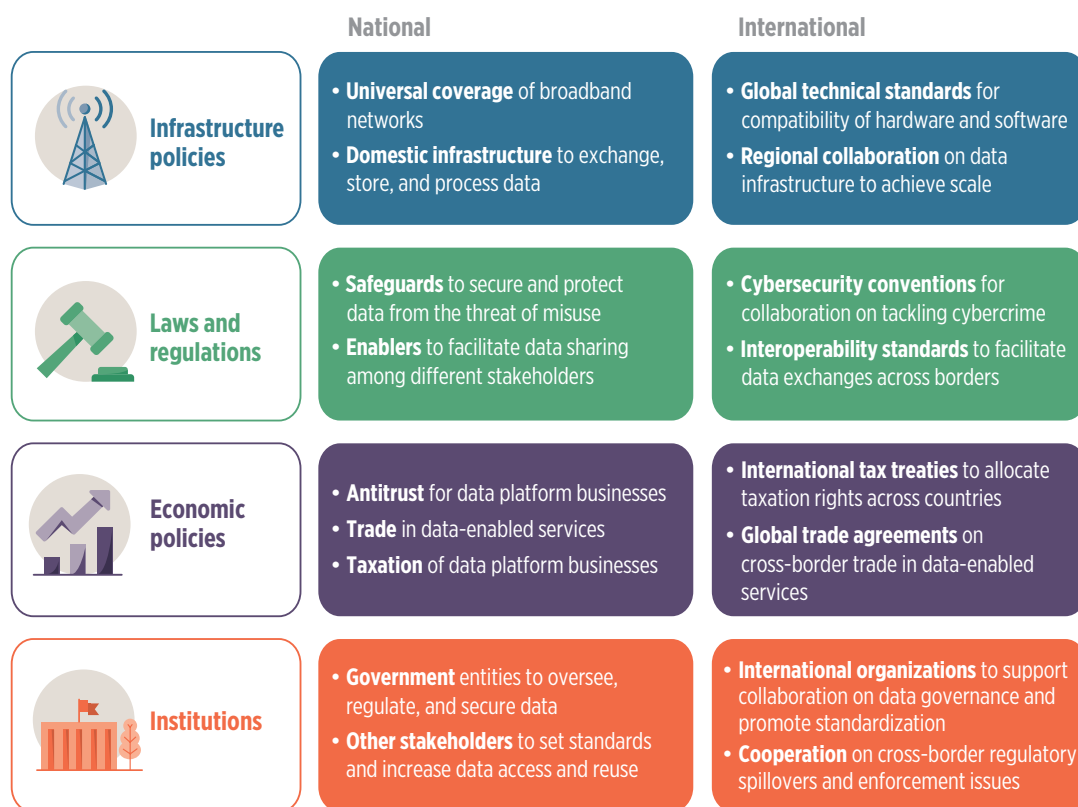 National
International
Infrastructure
policies
• Universal coverage of broadband
networks
• Domestic infrastructure to exchange,
store, and process data
• Global technical standards for
compatibility of hardware and software
• Regional collaboration on data
infrastructure to achieve scale
Laws and
regulations
• Safeguards to secure and protect
data from the threat of misuse
• Enablers to facilitate data sharing
among different stakeholders
• Cybersecurity conventions for
collaboration on tackling cybercrime
• Interoperability standards to facilitate
data exchanges across borders
Economic
policies
• Antitrust for data platform businesses
• Trade in data-enabled services
• Taxation of data platform businesses
• International tax treaties to allocate
taxation rights across countries
• Global trade agreements on
cross-border trade in data-enabled
services
Institutions
• Government entities to oversee,
regulate, and secure data
• Other stakeholders to set standards
and increase data access and reuse
• International organizations to support
collaboration on data governance and
promote standardization
• Cooperation on cross-border regulatory
spillovers and enforcement issues